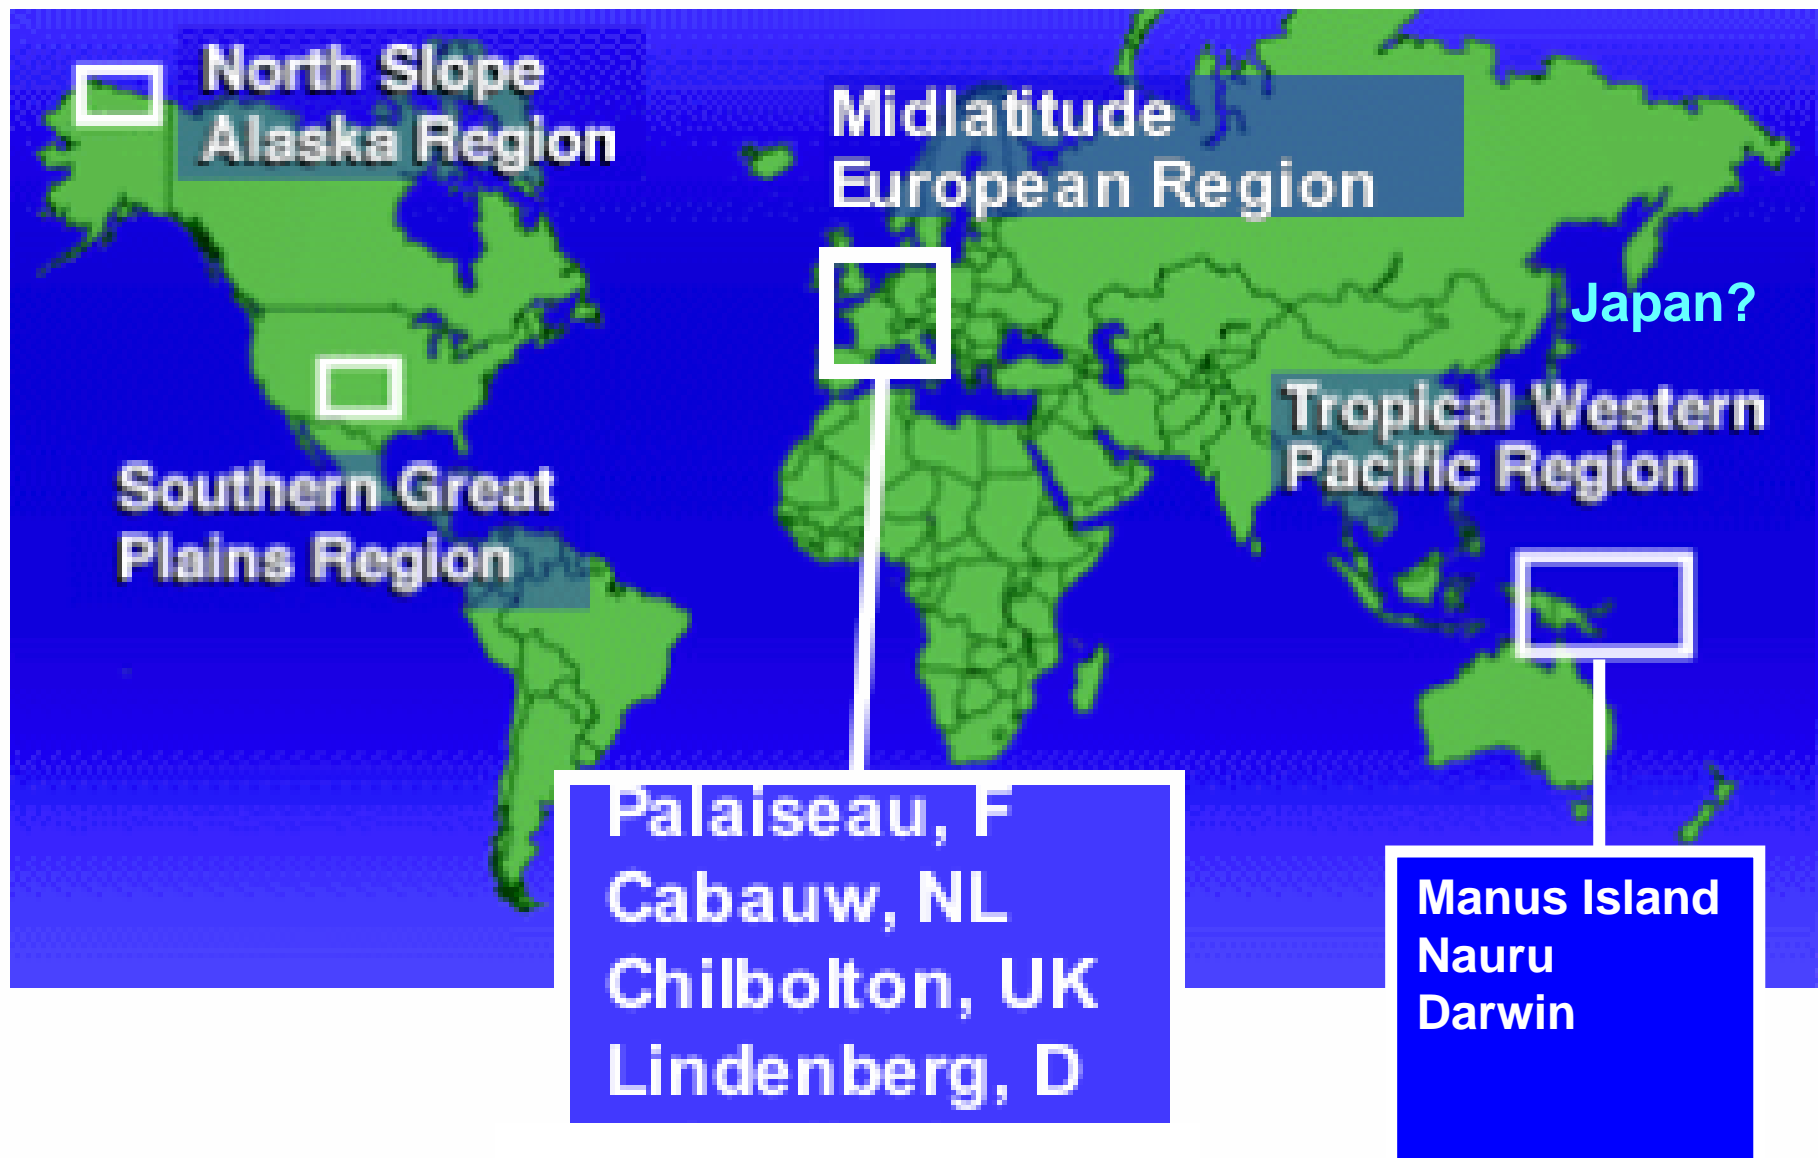 North Slope
Alaska Region
Midlatitude
European Region
Japan?
Tropical Western
Pacific Region
Southern Great
Plains Region
Palaiseau, F
Cabauw, NL
Chilbolton, UK
Lindenberg, D
Manus Island
Nauru
Darwin